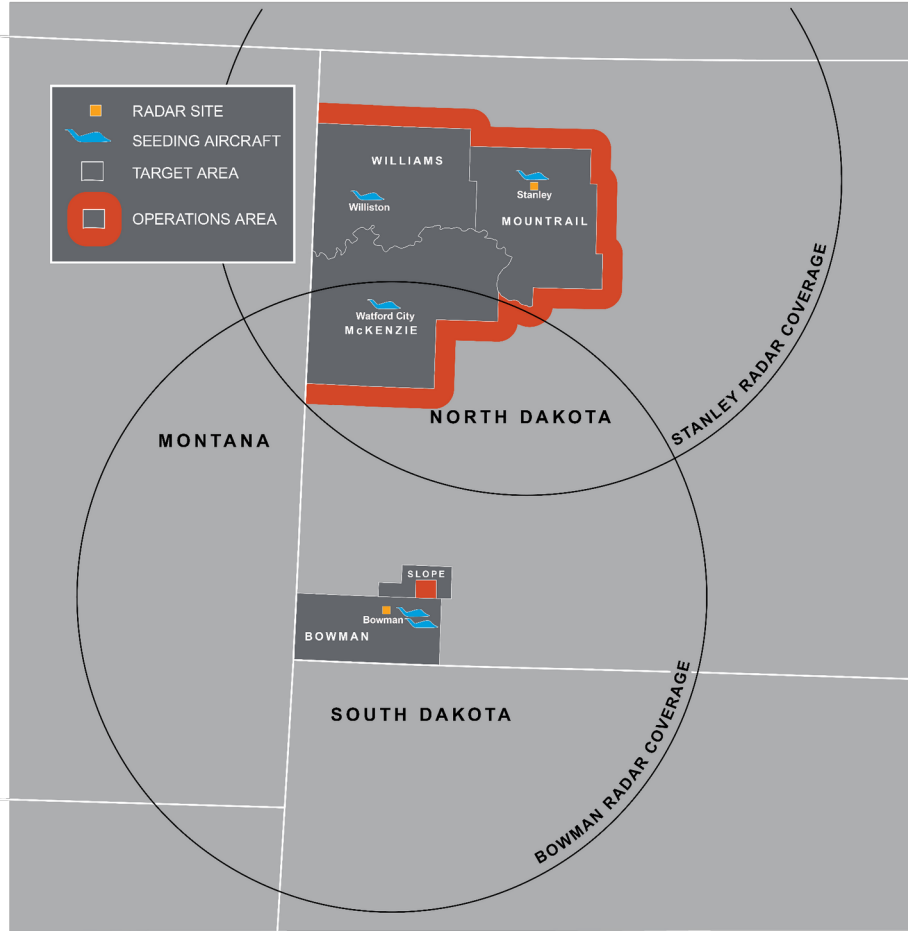 RADAR SITE
SEEDING AIRCRAFT
TARGET AREA
OPERATIONS AREA
WILLIAMS
Williston
Stanley
MOUNTRAIL
Watford City
McKENZIE
STANLEY RADAR COVERAGE
NORTH DAKOTA
MONTANA
SLOPE
Bowman
BOWMAN
SOUTH DAKOTA
BOWMAN RADAR COVERAGE